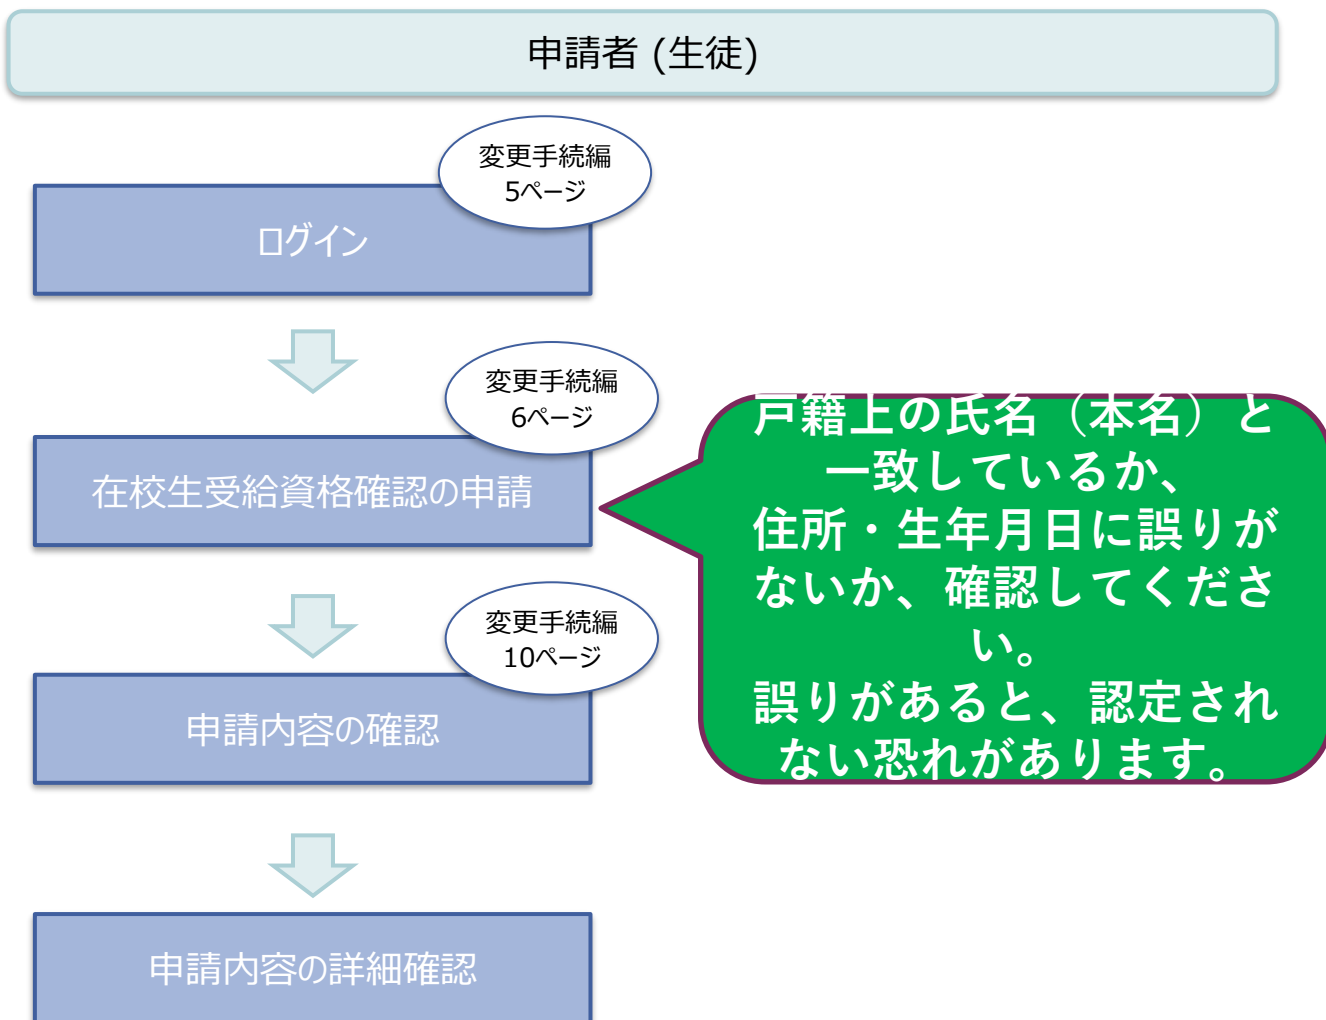 申請者 (生徒)
変更手続編
5ページ
ログイン
変更手続編
6ページ
在校生受給資格確認の申請
戸籍上の氏名（本名）と
一致しているか、
住所・生年月日に誤りが
ないか、確認してくださ
い。
誤りがあると、認定され
ない恐れがあります。
変更手続編
10ページ
申請内容の確認
申請内容の詳細確認